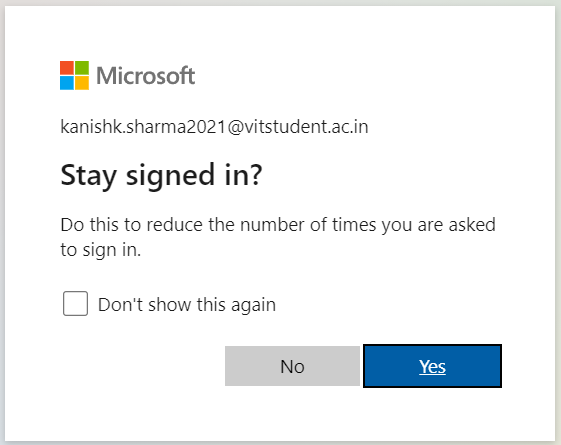 Microsoft
kanishk.sharma2021@vitstudent.ac.in
Stay signed in?
Do this to reduce the number of times you are asked
to sign in.
Don't show this again
No
Yes